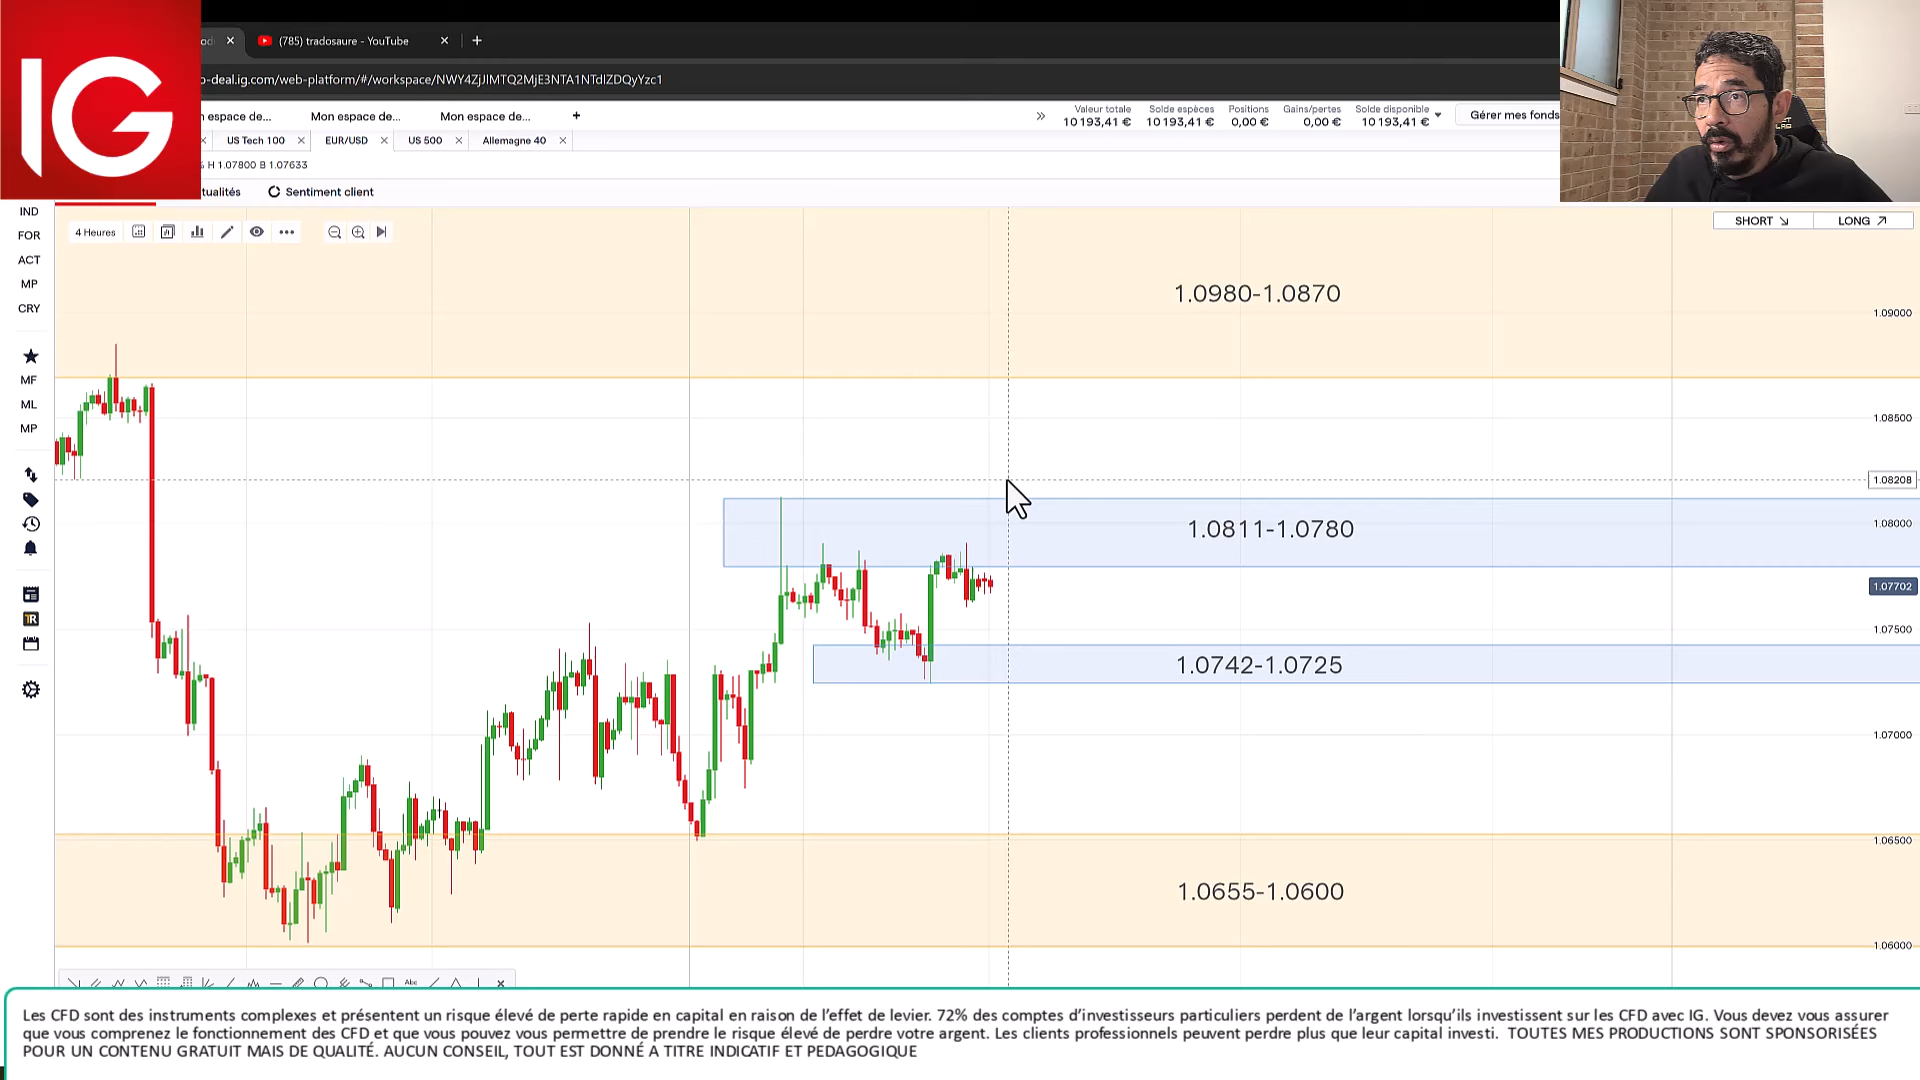 IG
(785) tradosaure - YouTube
-deal.ig.com/web-platform/#/workspace/NWY4ZjJlMTQ2MjE3NTA1NTdlZDQyYzc1
espace de...
Mon espace de...
Mon espace de...
Valeur totale
10 193,41 €
Solde espèces
10 193,41 €
Positions
0,00 €
Gains/pertes
0,00 €
Solde disponible
10 193,41 €
Gérer mes fonds
US Tech 100
EUR/USD
US 500
Allemagne 40
H 1.07800 B 1.07633
tualités
Sentiment client
IND
FOR
ACT
MP
CRY
MF
ML
MP
4 Heures
SHORT
LONG
1.0980-1.0870
1.09000
1.08500
1.08208
1.0811-1.0780
1.08000
1.07702
1.07500
1.0742-1.0725
1.07000
1.06500
1.0655-1.0600
1.06000
Abc
Les CFD sont des instruments complexes et présentent un risque élevé de perte rapide en capital en raison de l'effet de levier. 72% des comptes d'investisseurs particuliers perdent de l'argent lorsqu'ils investissent sur les CFD avec IG. Vous devez vous assurer
que vous comprenez le fonctionnement des CFD et que vous pouvez vous permettre de prendre le risque élevé de perdre votre argent. Les clients professionnels peuvent perdre plus que leur capital investi. TOUTES MES PRODUCTIONS SONT SPONSORISÉES
POUR UN CONTENU GRATUIT MAIS DE QUALITÉ. AUCUN CONSEIL, TOUT EST DONNÉ A TITRE INDICATIF ET PEDAGOGIQUE